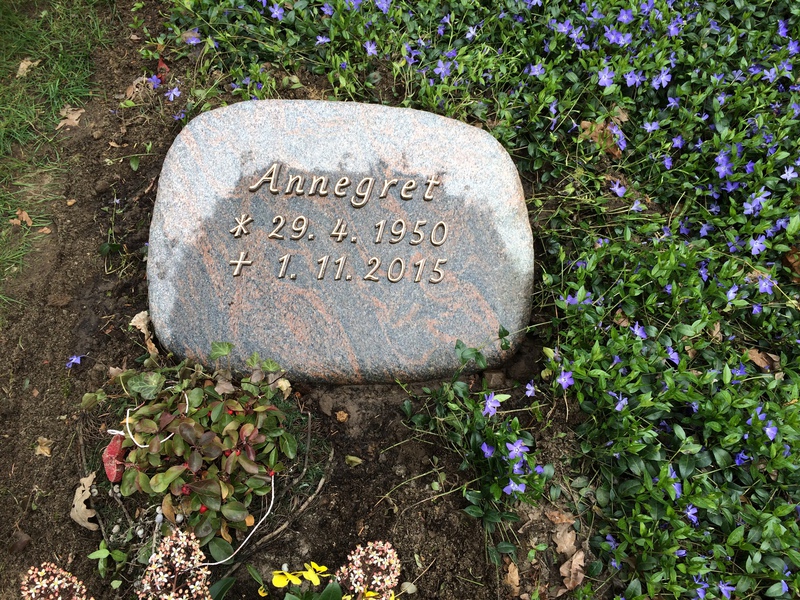 Annegret
* 29. 4. 1950
+ 1. 11. 2015